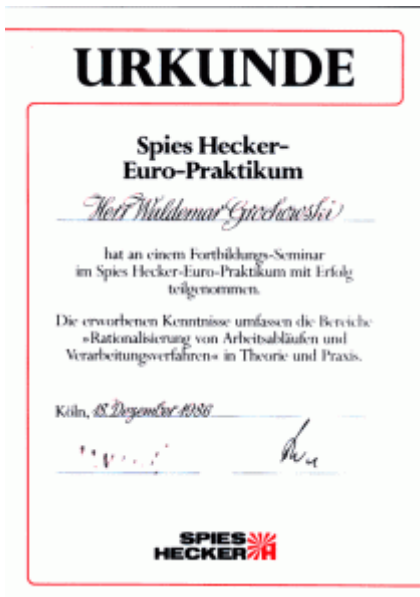 URKUNDE
Spies Hecker-
Euro-Praktikum
Herr Waldemar Grochowski
hat an einem Fortbildungs-Seminar
im Spies Hecker-Euro-Praktikum mit Erfolg
teilgenommen.
Die erworbenen Kenntnisse umfassen die Bereiche
»Rationalisierung von Arbeitsabläufen und
Verarbeitungsverfahren« in Theorie und Praxis.
Köln, 18. Dezember 1986
SPIES
HECKER